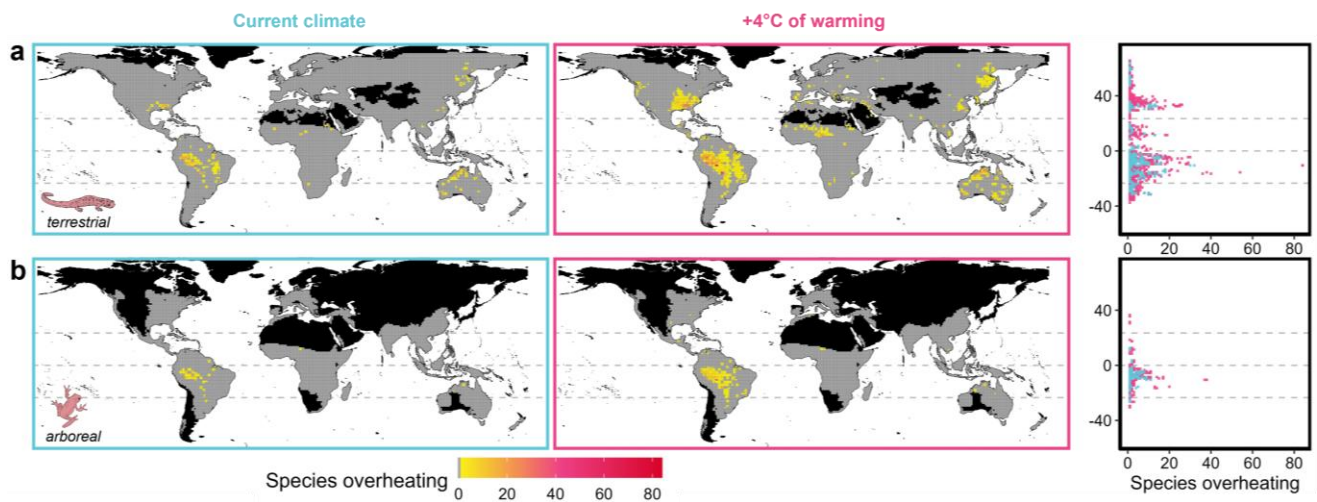 Current climate
+4°C of warming
a
terrestrial
40
0
-40
0 20 40 60 80
b
arboreal
40
0
-40
0 20 40 60 80
Species overheating
Species overheating
0 20 40 60 80